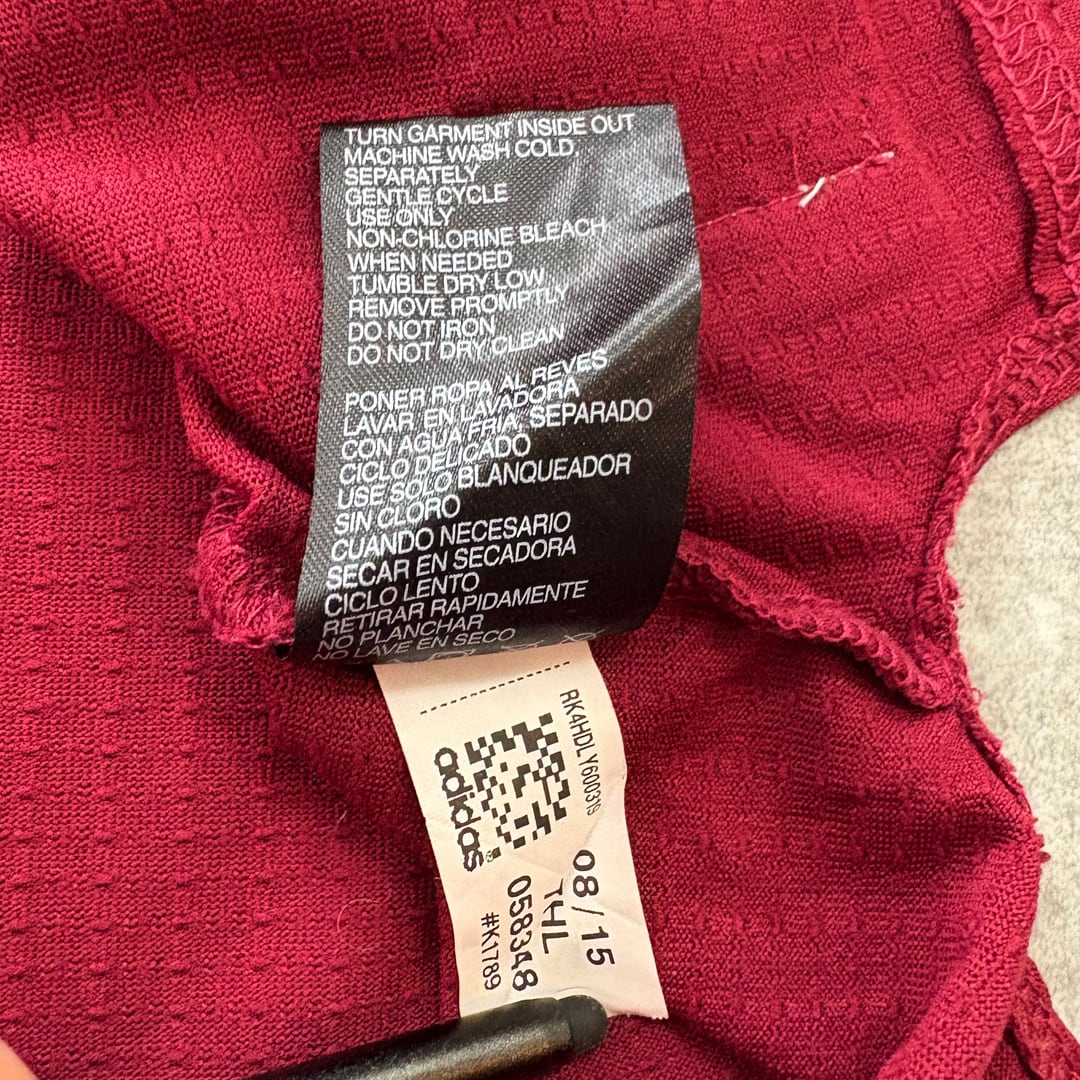 TURN GARMENT INSIDE OUT
MACHINE WASH COLD,
SEPARATELY
GENTLE CYCLE
USE ONLY
NON-CHLORINE BLEACH
WHEN NEEDED
TUMBLE DRY LOW
REMOVE PROMPTLY
DO NOT IRON
DO NOT DRY CLEAN
PONER ROPA AL REVES
LAVAR EN LAVADORA
CON AGUA FRIA, SEPARADO
CICLO DELICADO
USE SOLO BLANQUEADOR
SIN CLORO
CUANDO NECESARIO
SECAR EN SECADORA
CICLO LENTO
RETIRAR RAPIDAMENTE
NO PLANCHAR
NO LAVE EN SECO
RK4HDLY600319
adidas®
08/15
THL
058348
#K1789